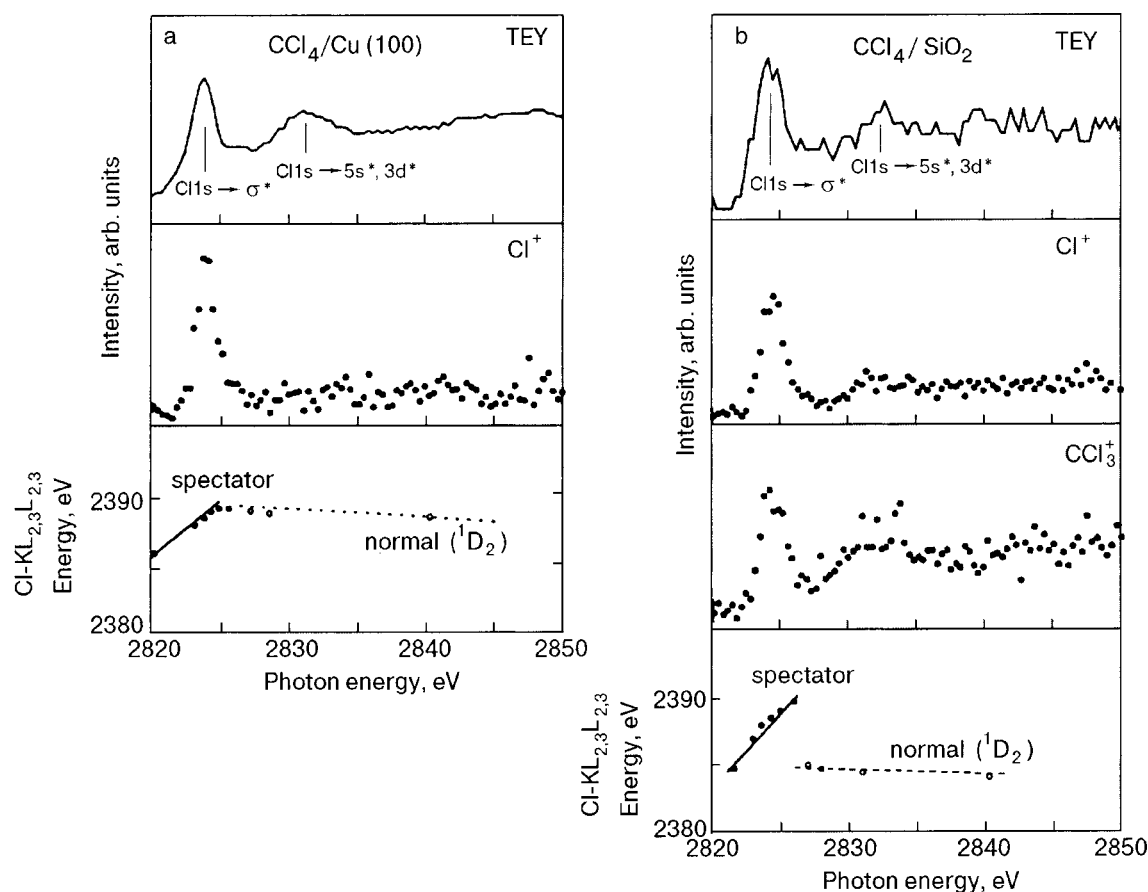 a
CCl4/Cu (100)
TEY
Cl1s → σ*
Cl1s → 5s*, 3d*
Intensity, arb. units
Cl+
Cl-KL2,3L2,3
Energy, eV
2390
2380
spectator
normal (1D2)
2820
2830
2840
2850
Photon energy, eV
b
CCl4/ SiO2
TEY
Cl1s → σ*
Cl1s → 5s*, 3d*
Intensity, arb. units
Cl+
CCl3+
Cl-KL2,3L2,3
Energy, eV
2390
2380
spectator
normal (1D2)
2820
2830
2840
2850
Photon energy, eV